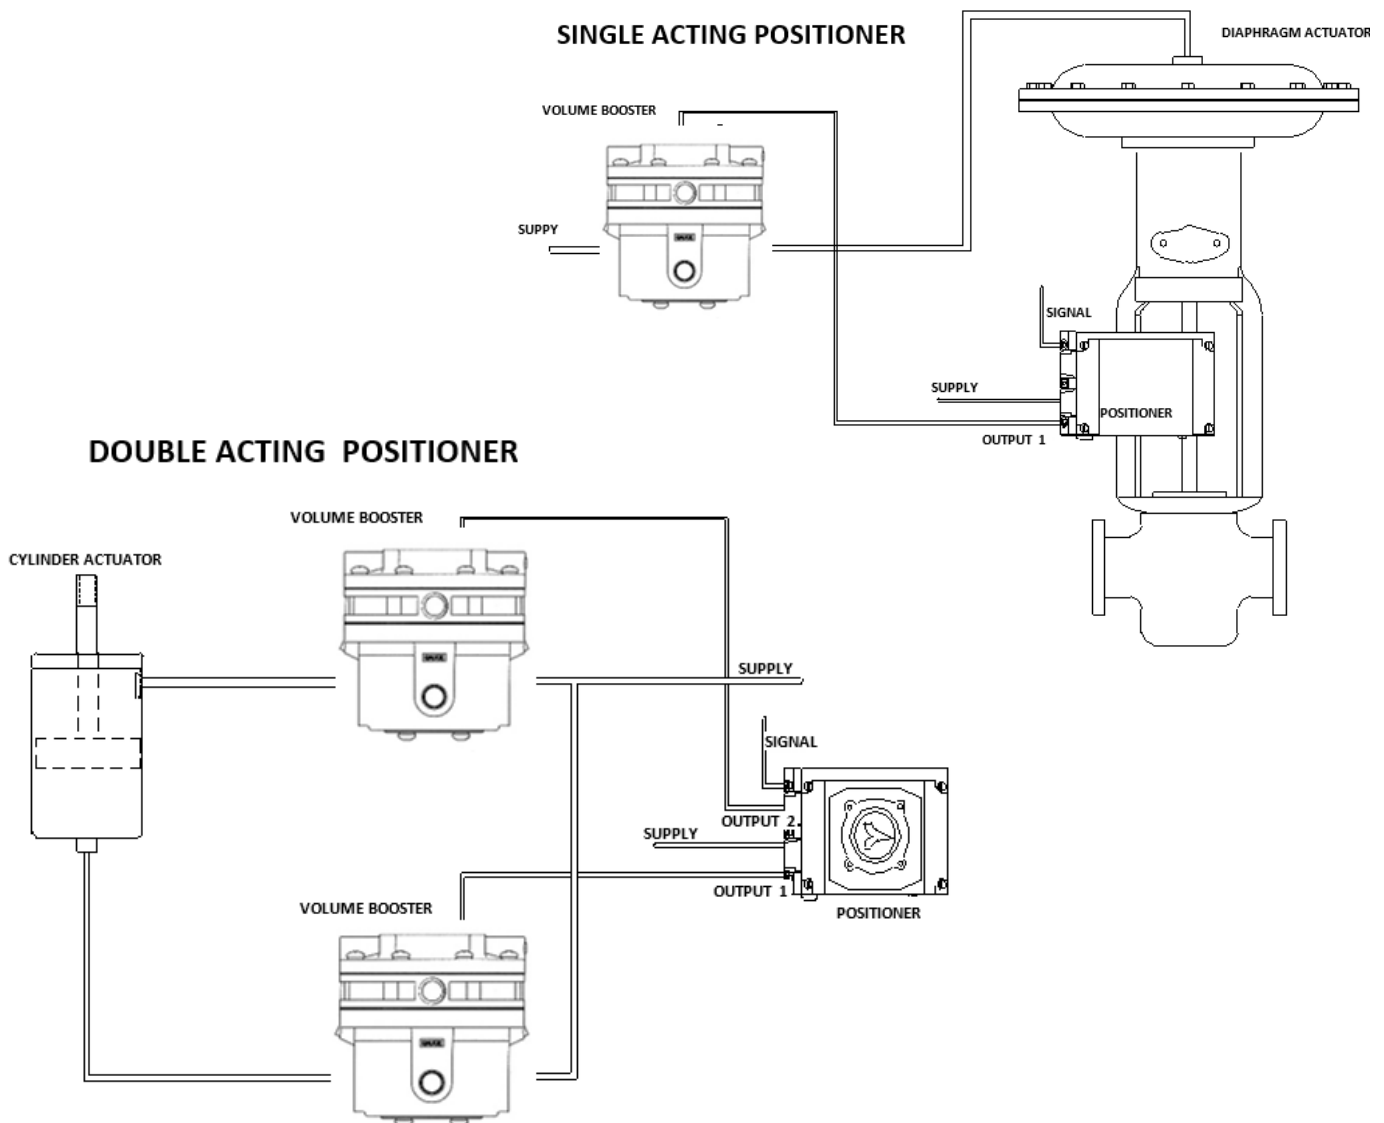 SINGLE ACTING POSITIONER
DIAPHRAGM ACTUATOR
VOLUME BOOSTER
SUPPY
SIGNAL
SUPPLY
POSITIONER
OUTPUT 1
DOUBLE ACTING POSITIONER
VOLUME BOOSTER
CYLINDER ACTUATOR
SUPPLY
SIGNAL
OUTPUT 2
SUPPLY
OUTPUT 1
VOLUME BOOSTER
POSITIONER